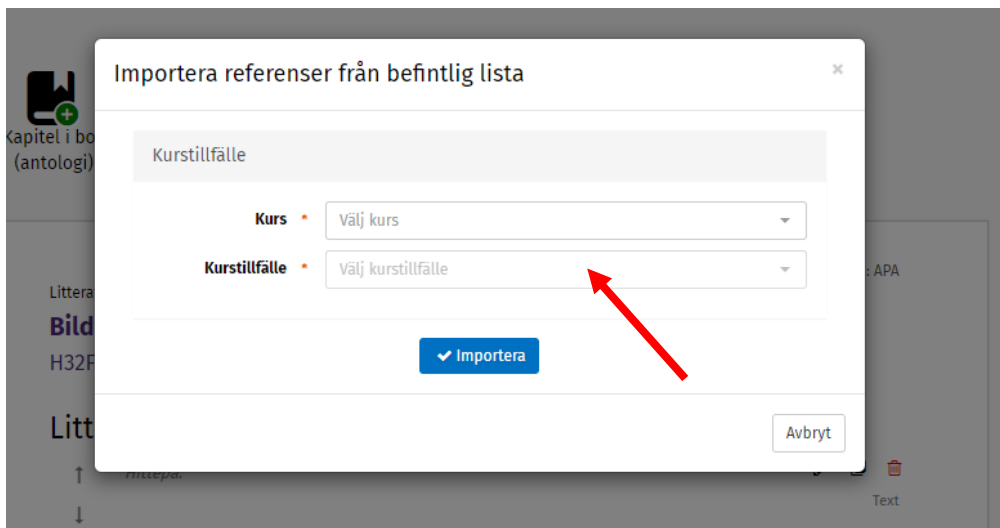 Importera referenser från befintlig lista
×
Kapitel i bo
(antologi)
Kurstillfälle
Kurs * Välj kurs
Kurstillfälle * Välj kurstillfälle
: APA
Littera
Bild
H32F
✔ Importera
Litt
Avbryt
Hittepå.
Text